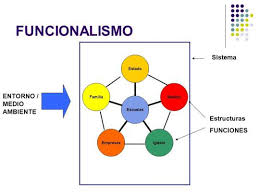 FUNCIONALISMO
Sistema
Estado
ENTORNO /
MEDIO
AMBIENTE
Familia
Escuelas
Estructuras
FUNCIONES
Empresas
Iglesia